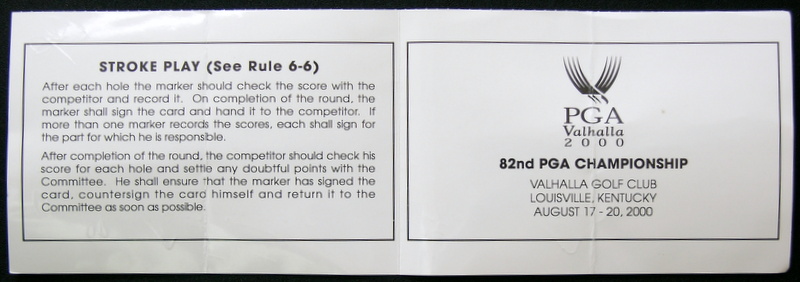 STROKE PLAY (See Rule 6-6)
After each hole the marker should check the score with the
competitor and record it. On completion of the round, the
marker shall sign the card and hand it to the competitor. If
more than one marker records the scores, each shall sign for
the part for which he is responsible.
After completion of the round, the competitor should check his
score for each hole and settle any doubtful points with the
Committee. He shall ensure that the marker has signed the
card, countersign the card himself and return it to the
Committee as soon as possible.
PGA
Valhalla
2000
82nd PGA CHAMPIONSHIP
VALHALLA GOLF CLUB
LOUISVILLE, KENTUCKY
AUGUST 17 - 20, 2000